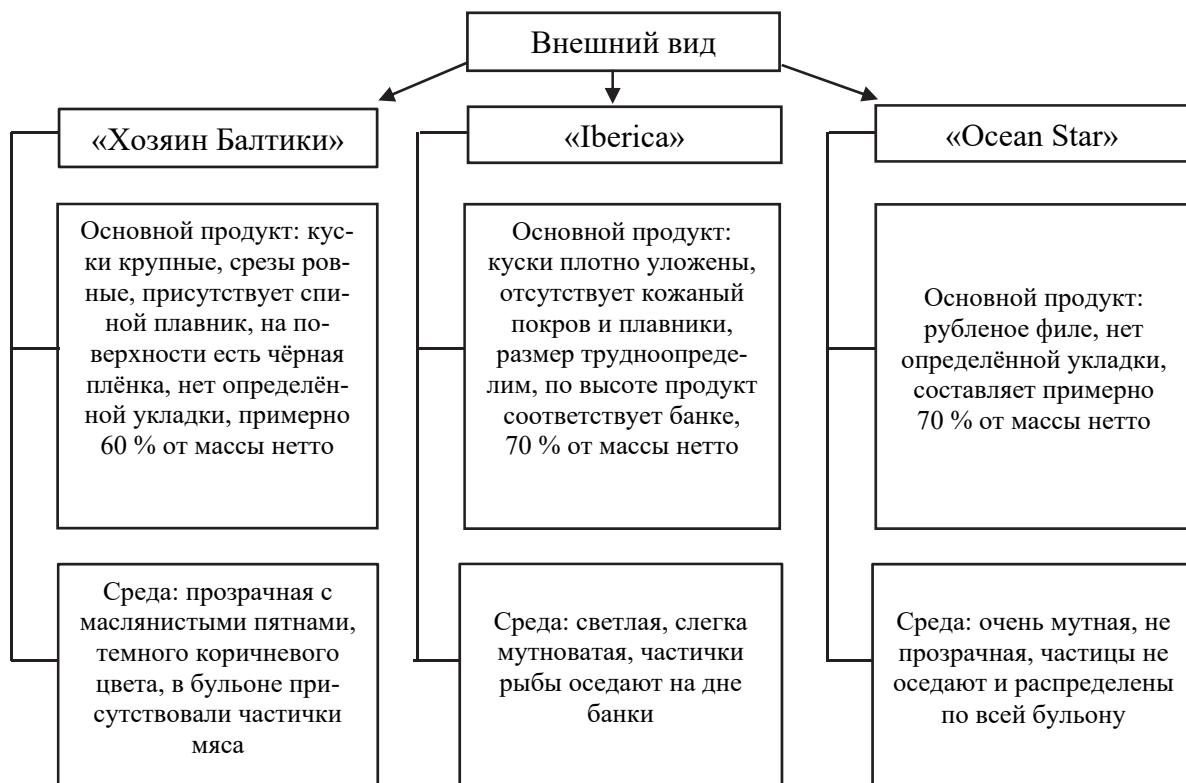 Внешний вид
«Хозяин Балтики»
«Iberica»
«Ocean Star»
Основной продукт: кус-
ки крупные, срезы ров-
ные, присутствует спи-
ной плавник, на по-
верхности есть чёрная
плёнка, нет определён-
ной укладки, примерно
60 % от массы нетто
Основной продукт:
куски плотно уложены,
отсутствует кожаный
покров и плавники,
размер трудноопреде-
лим, по высоте продукт
соответствует банке,
70 % от массы нетто
Основной продукт:
рубленое филе, нет
определённой укладки,
составляет примерно
70 % от массы нетто
Среда: прозрачная с
маслянистыми пятнами,
темного коричневого
цвета, в бульоне при-
сутствовали частички
мяса
Среда: светлая, слегка
мутноватая, частички
рыбы оседают на дне
банки
Среда: очень мутная, не
прозрачная, частицы не
оседают и распределены
по всей бульону